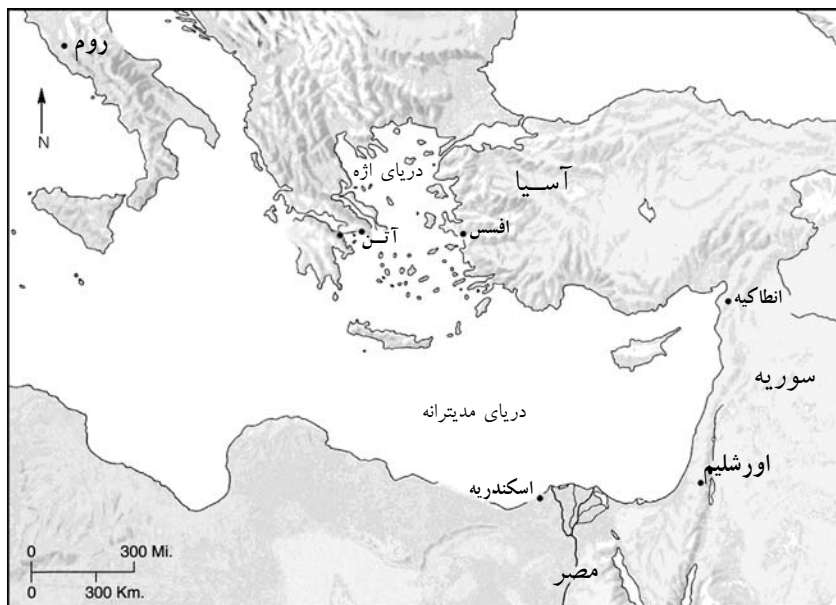 روم
N
دریای اژه
آسیا
آتن
افسس
انطاکیه
سوریه
دریای مدیترانه
اورشلیم
اسکندریه
مصر
0 300 Mi.
0 300 Km.